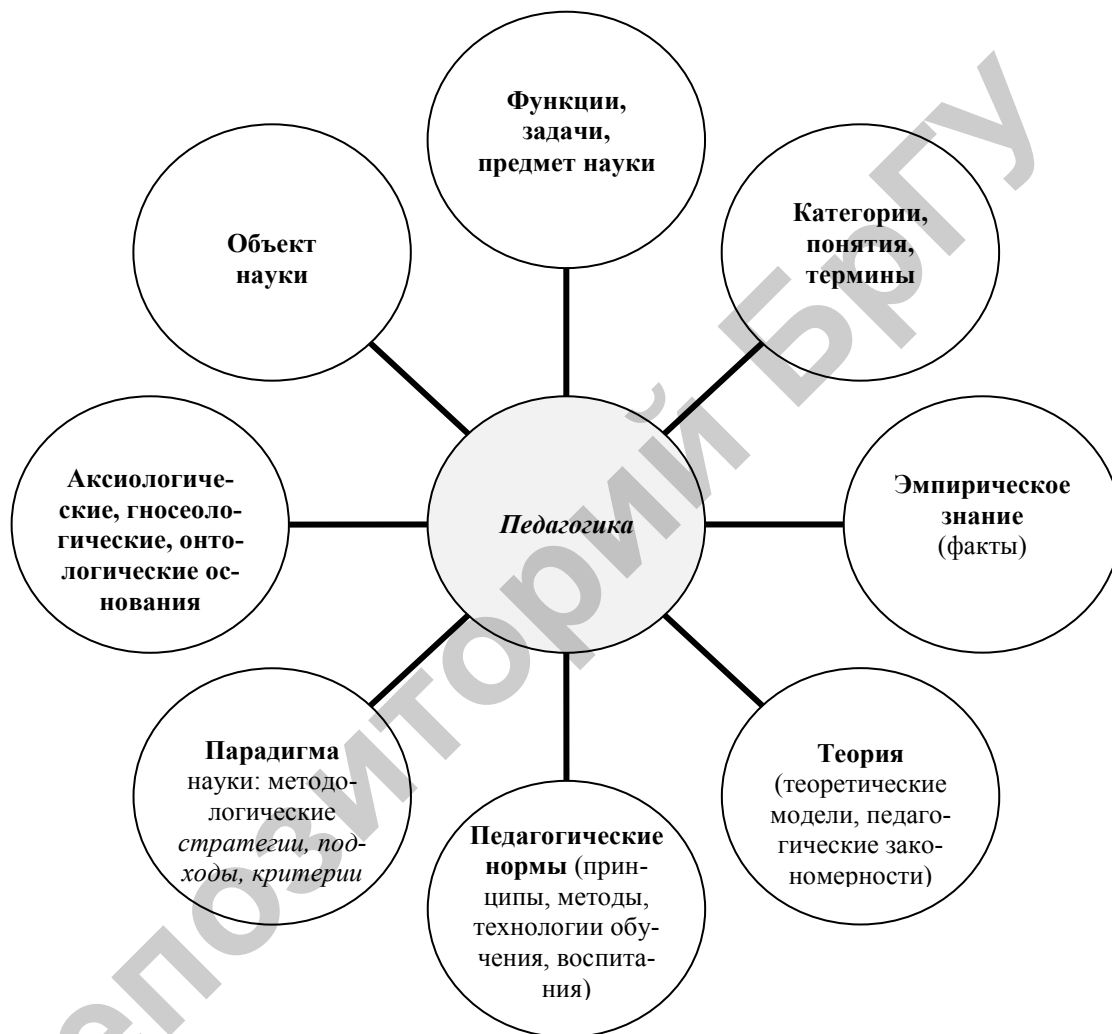 Функции,
задачи,
предмет науки
Категории,
понятия,
термины
Объект
науки
Аксиологиче-
ские, гносеоло-
гические, онто-
логические ос-
нования
Педагогика
Эмпирическое
знание
(факты)
Парадигма
науки: методо-
логические
стратегии, под-
ходы, критерии
Педагогические
нормы (прин-
ципы, методы,
технологии обу-
чения, воспита-
ния)
Теория
(теоретические
модели, педаго-
гические зако-
номерности)
епозиторий БрГУ